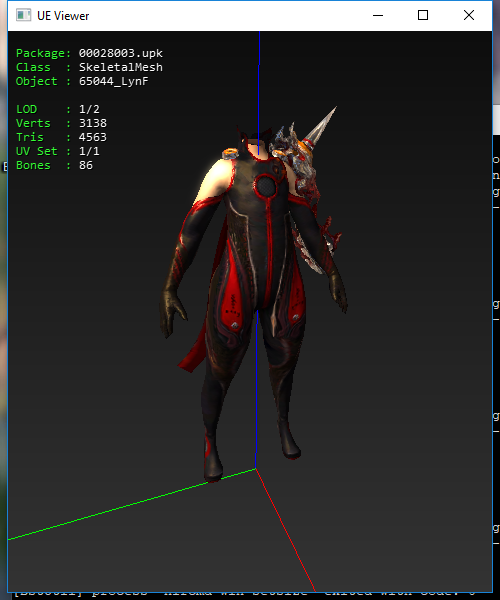 UE Viewer
Package: 00028003.upk
Class : SkeletalMesh
Object : 65044_LynF
LOD : 1/2
Verts : 3138
Tris : 4563
UV Set : 1/1
Bones : 86